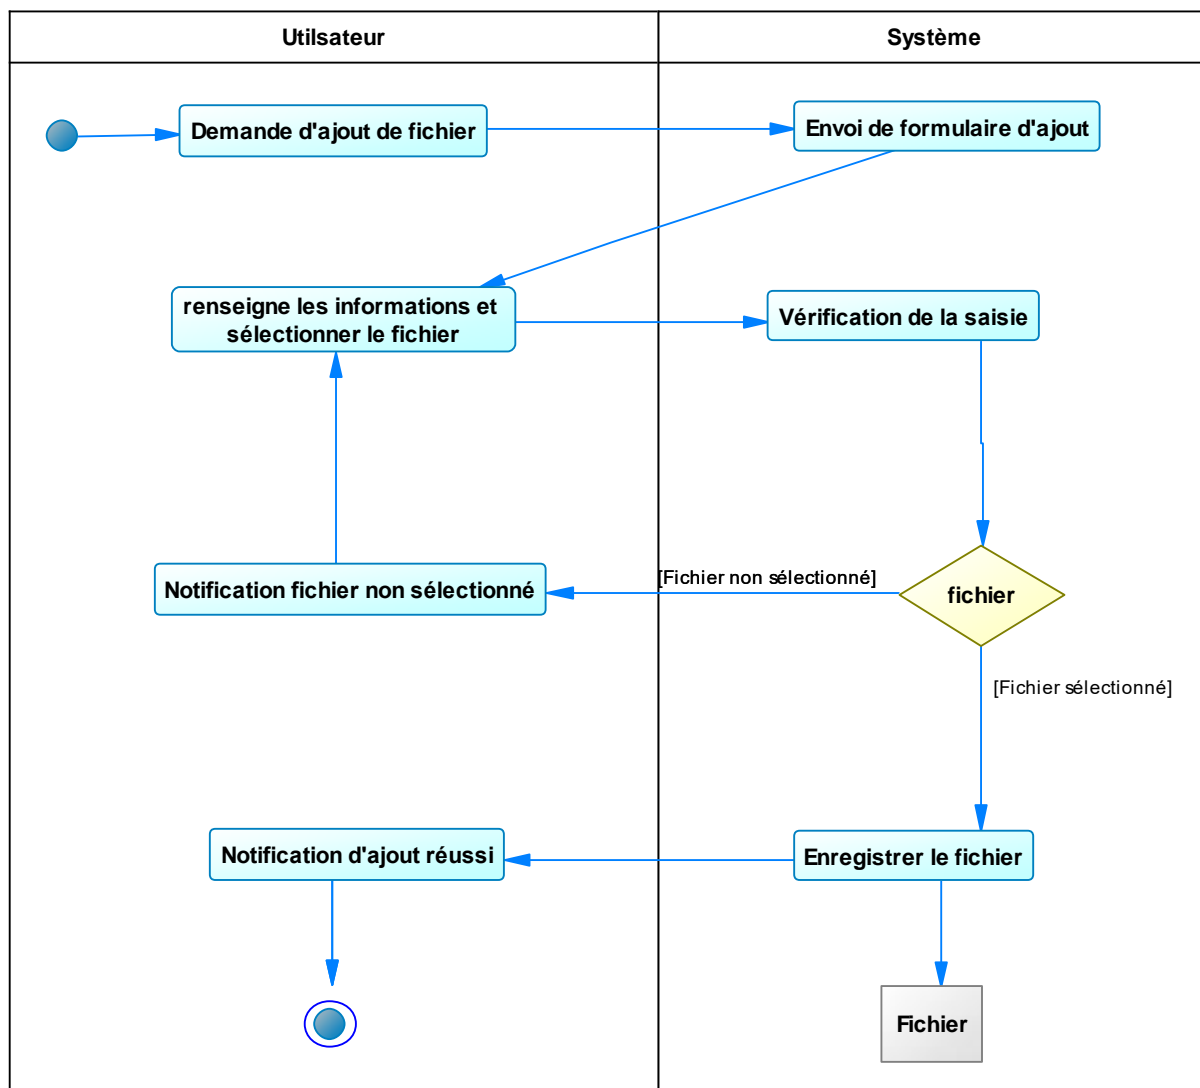 Utilsateur
Système
Demande d'ajout de fichier
Envoi de formulaire d'ajout
renseigne les informations et
sélectionner le fichier
Vérification de la saisie
Notification fichier non sélectionné
[Fichier non sélectionné]
fichier
[Fichier sélectionné]
Notification d'ajout réussi
Enregistrer le fichier
Fichier